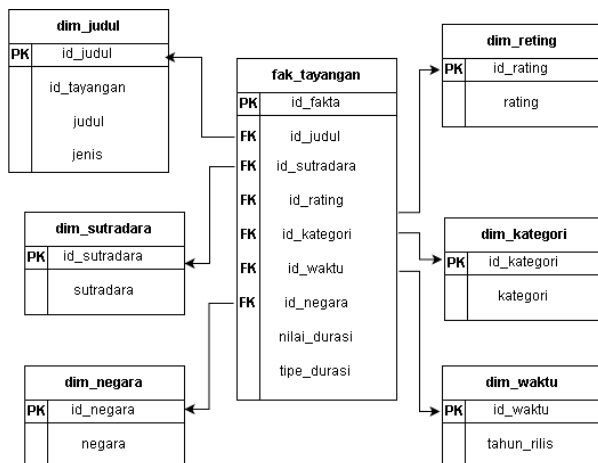 dim_judul
PK id_judul
id_tayangan
judul
jenis
dim_sutradara
PK id_sutradara
sutradara
dim_negara
PK id_negara
negara
fak_tayangan
PK id_fakta
FK id_judul
FK id_sutradara
FK id_rating
FK id_kategori
FK id_waktu
FK id_negara
nilai_durasi
tipe_durasi
dim_reting
PK id_rating
rating
dim_kategori
PK id_kategori
kategori
dim_waktu
PK id_waktu
tahun_rilis